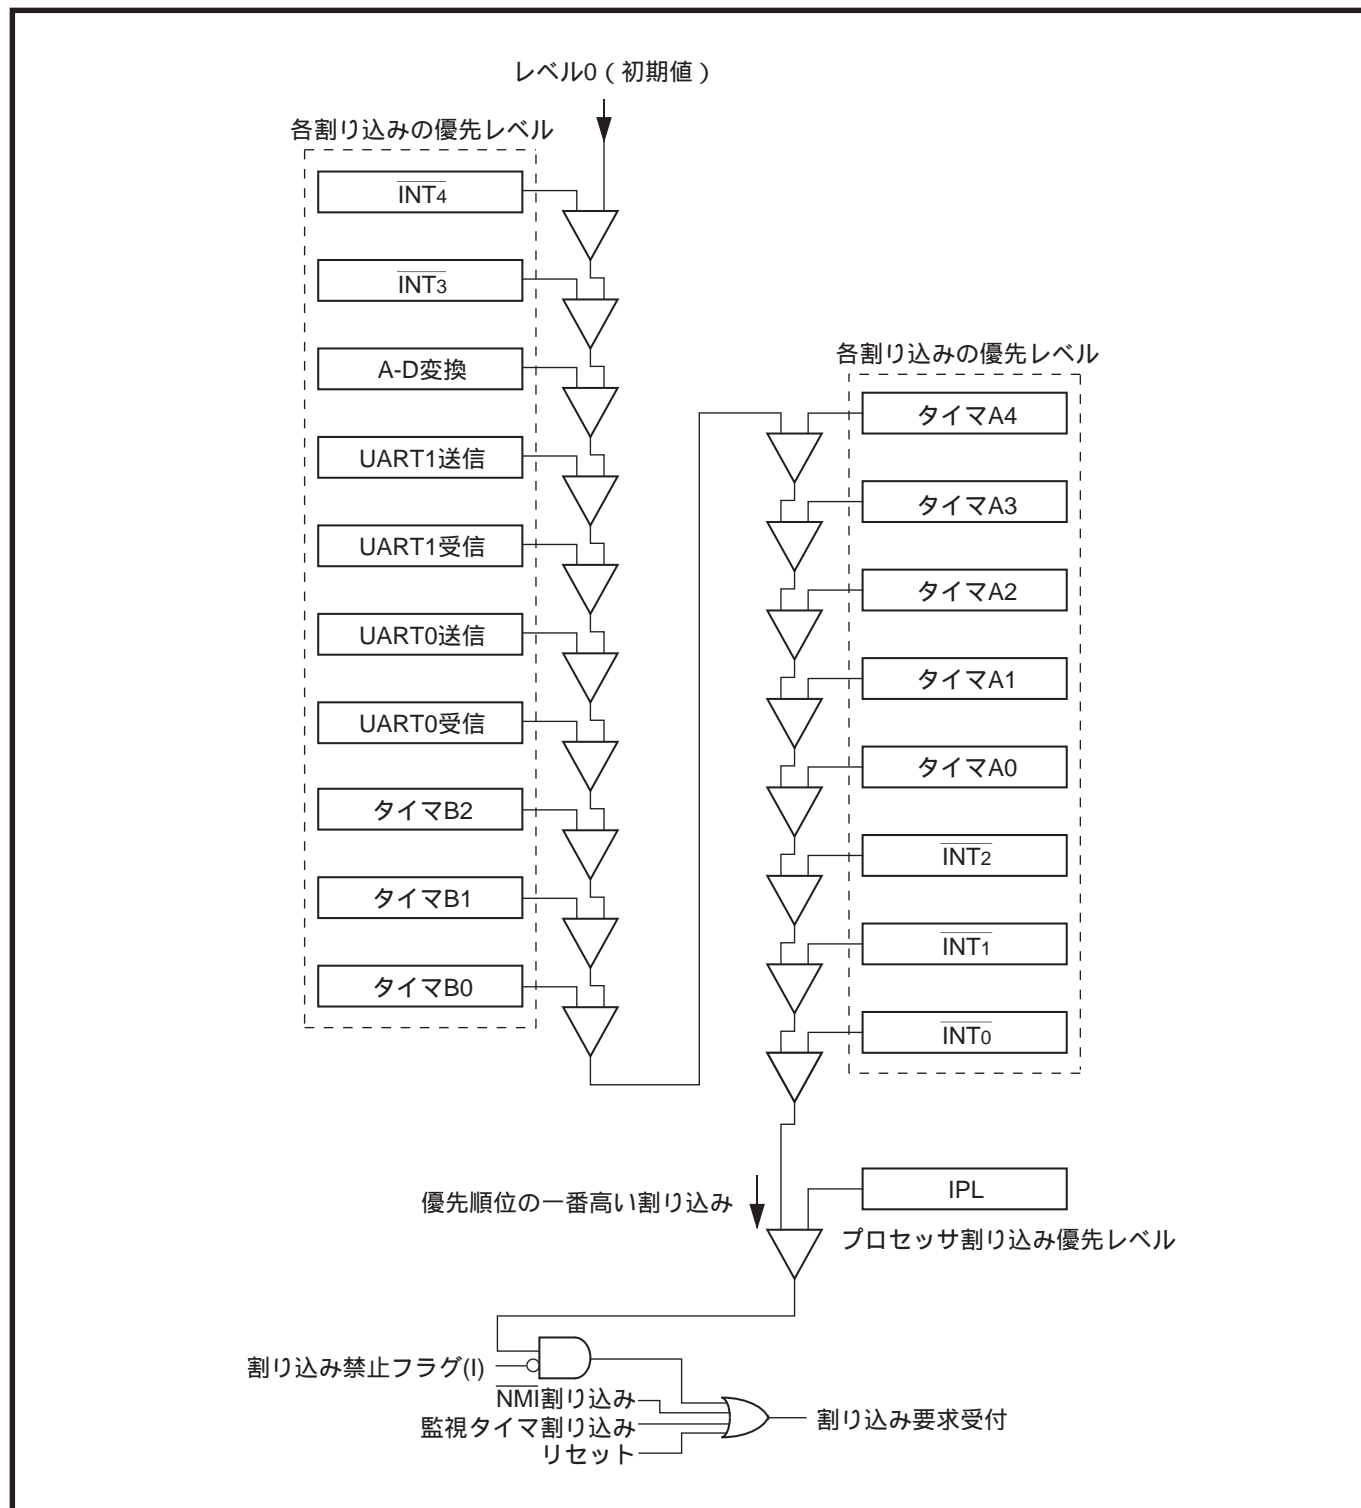 レベル0（初期値）
各割り込みの優先レベル
INT4
INT3
A-D変換
UART1送信
UART1受信
UART0送信
UART0受信
タイマB2
タイマB1
タイマB0
各割り込みの優先レベル
タイマA4
タイマA3
タイマA2
タイマA1
タイマA0
INT2
INT1
INT0
優先順位の一番高い割り込み
IPL
プロセッサ割り込み優先レベル
割り込み禁止フラグ(I)
NMI割り込み
監視タイマ割り込み
リセット
割り込み要求受付